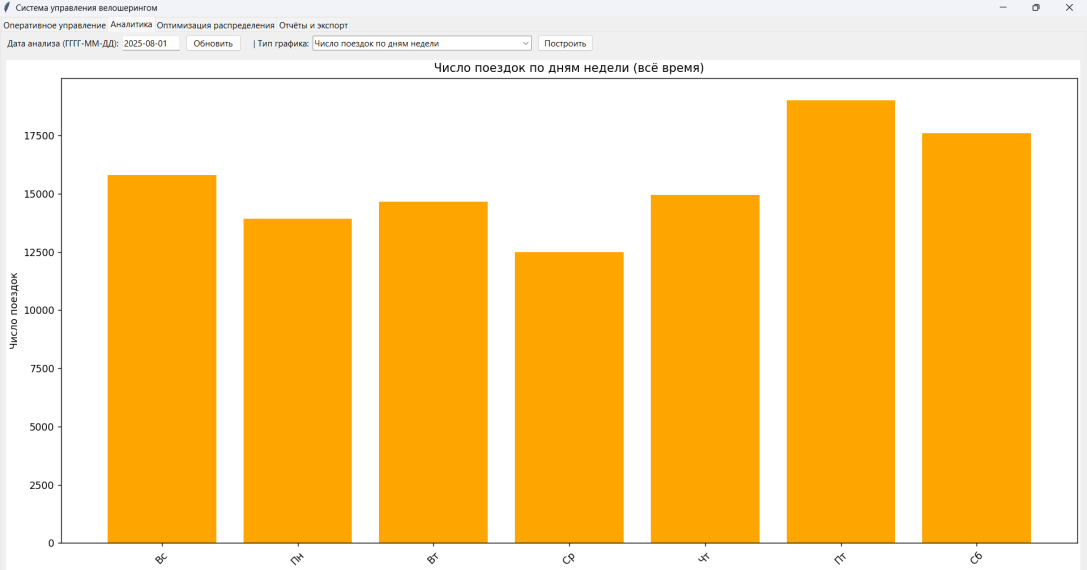 Система управления велошерингом
Оперативное управление Аналитика Оптимизация распределения Отчёты и экспорт
Дата анализа (ГГГГ-ММ-ДД): 2025-08-01 Обновить | Тип графика: Число поездок по дням недели Построить
Число поездок по дням недели (всё время)
Число поездок
17500
15000
12500
10000
7500
5000
2500
0
Вс Пн Вт Ср Чт Пт Сб